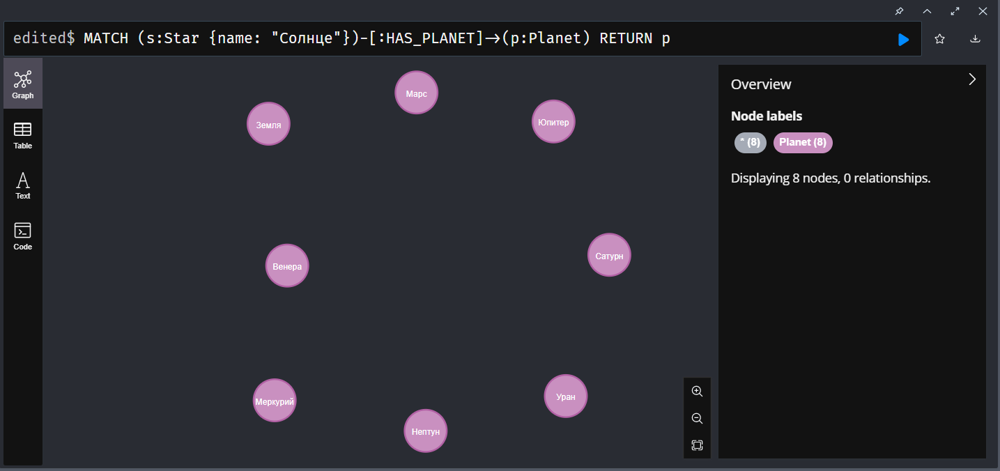 edited$ MATCH (s:Star {name: "Солнце"})-[:HAS_PLANET]->(p:Planet) RETURN p
Graph
Table
Text
Code
Марс
Земля
Юпитер
Венера
Сатурн
Меркурий
Уран
Нептун
Overview
Node labels
* (8) Planet (8)
Displaying 8 nodes, 0 relationships.